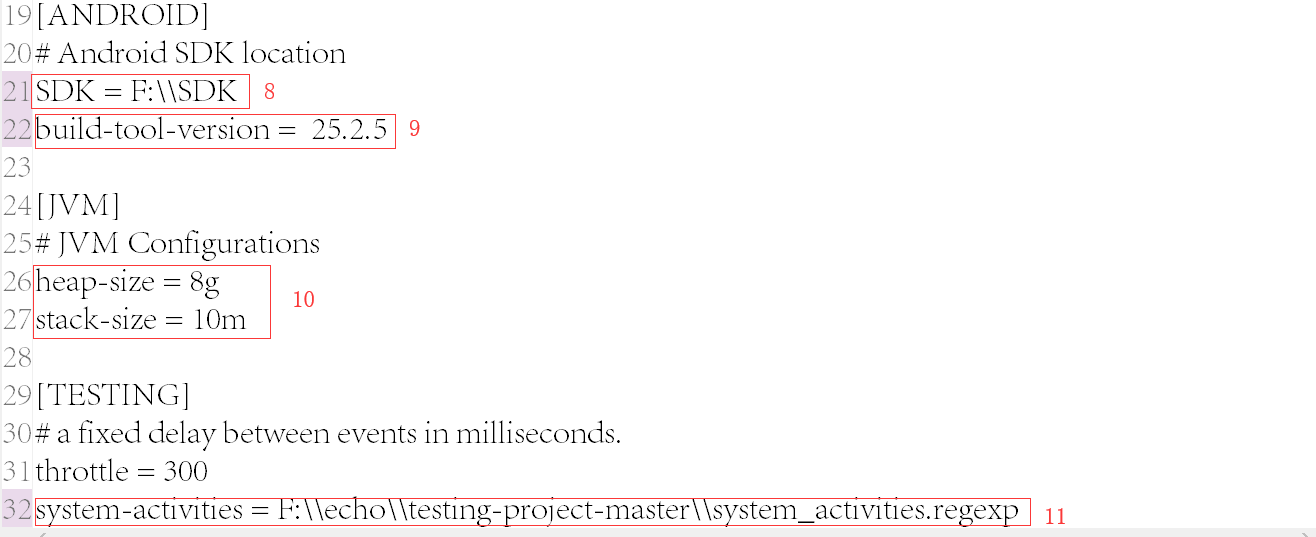 19 [ANDROID]
20 # Android SDK location
21 SDK = F:\\SDK 8
22 build-tool-version =  25.2.5 9
23
24 [JVM]
25 # JVM Configurations
26 heap-size = 8g
10
27 stack-size = 10m
28
29 [TESTING]
30 # a fixed delay between events in milliseconds.
31 throttle = 300
32 system-activities = F:\\echo\\testing-project-master\\system_activities.regexp 11